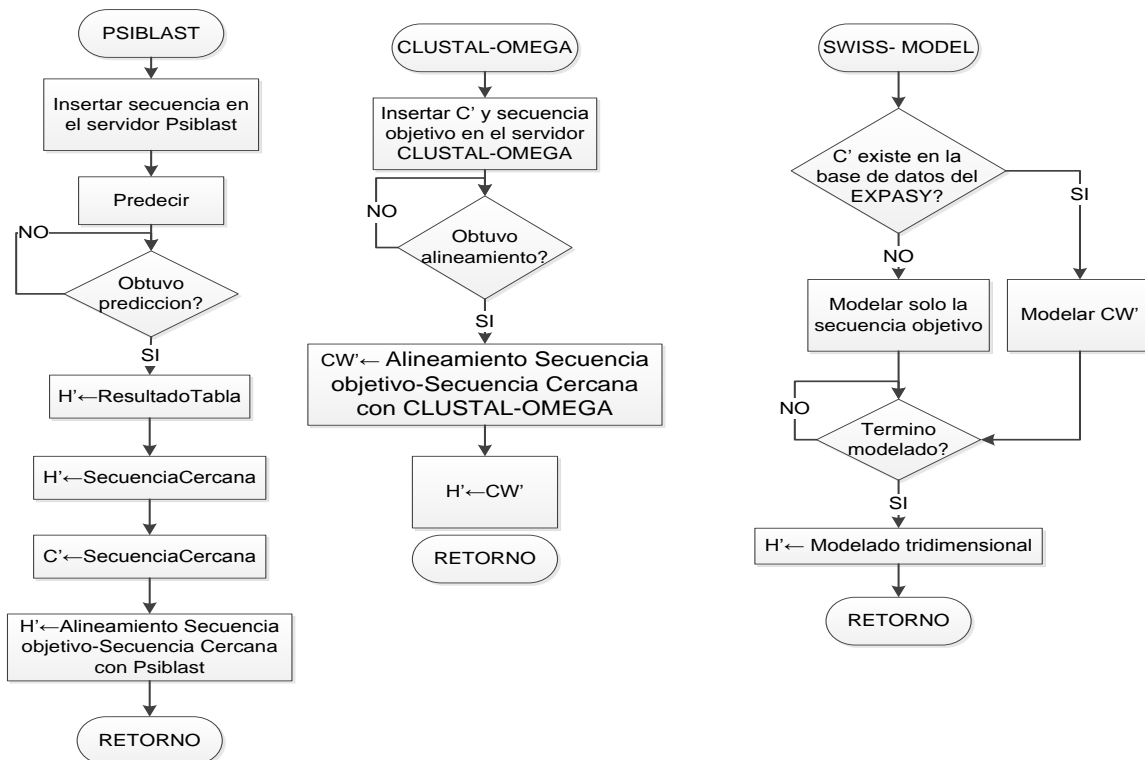 PSIBLAST
Insertar secuencia en
el servidor Psiblast
Predecir
NO
Obtuvo
prediccion?
SI
H'←ResultadoTabla
H'←SecuenciaCercana
C'←SecuenciaCercana
H'←Alineamiento Secuencia
objetivo-Secuencia Cercana
con Psiblast
RETORNO
CLUSTAL-OMEGA
Insertar C' y secuencia
objetivo en el servidor
CLUSTAL-OMEGA
NO
Obtuvo
alineamiento?
SI
CW'← Alineamiento Secuencia
objetivo-Secuencia Cercana
con CLUSTAL-OMEGA
H'←CW'
RETORNO
SWISS- MODEL
C' existe en la
base de datos del
EXPASY?
SI
NO
Modelar solo la
secuencia objetivo
Modelar CW'
NO
Termino
modelado?
SI
H'← Modelado tridimensional
RETORNO